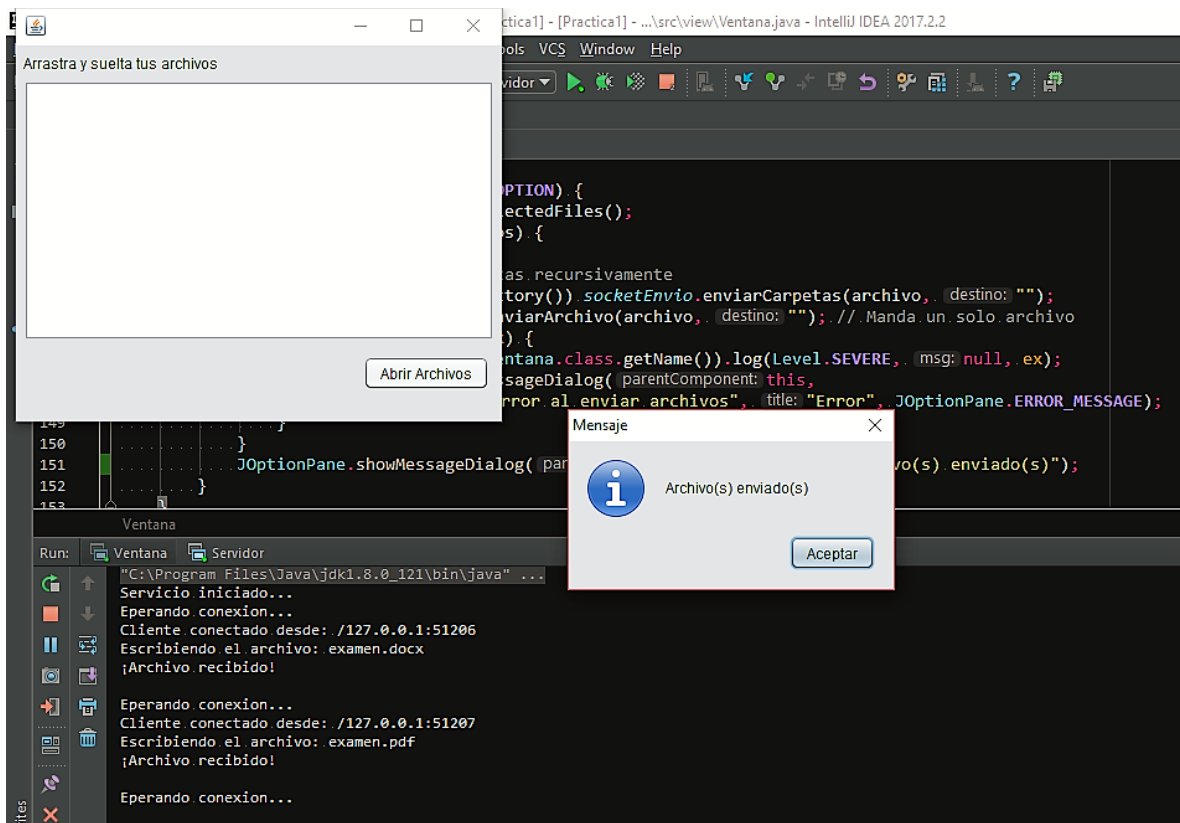 ctica1] - [Practica1] - ...\src\view\Ventana.java - IntelliJ IDEA 2017.2.2
ols VCS Window Help
Arrastra y suelta tus archivos
vidor
OPTION) {
ectedFiles();
s) {
as recursivamente
tory()) socketEnvio.enviarCarpetas(archivo, destino: "");
nviarArchivo(archivo, destino: ""); // Manda un solo archivo
) {
entana.class.getName()).log(Level.SEVERE, msg: null, ex);
Abrir Archivos
ssageDialog( parentComponent: this,
rror al enviar archivos", title: "Error", JOptionPane.ERROR_MESSAGE);
149 }
150 }
151 JOptionPane.showMessageDialog( par
vo(s) enviado(s)");
152 }
153 }
Mensaje
Archivo(s) enviado(s)
Aceptar
Ventana
Run: Ventana Servidor
"C:\Program Files\Java\jdk1.8.0_121\bin\java" ...
Servicio iniciado...
Eperando conexion...
Cliente conectado desde: /127.0.0.1:51206
Escribiendo el archivo: examen.docx
¡Archivo recibido!
Eperando conexion...
Cliente conectado desde: /127.0.0.1:51207
Escribiendo el archivo: examen.pdf
¡Archivo recibido!
Eperando conexion...
rites